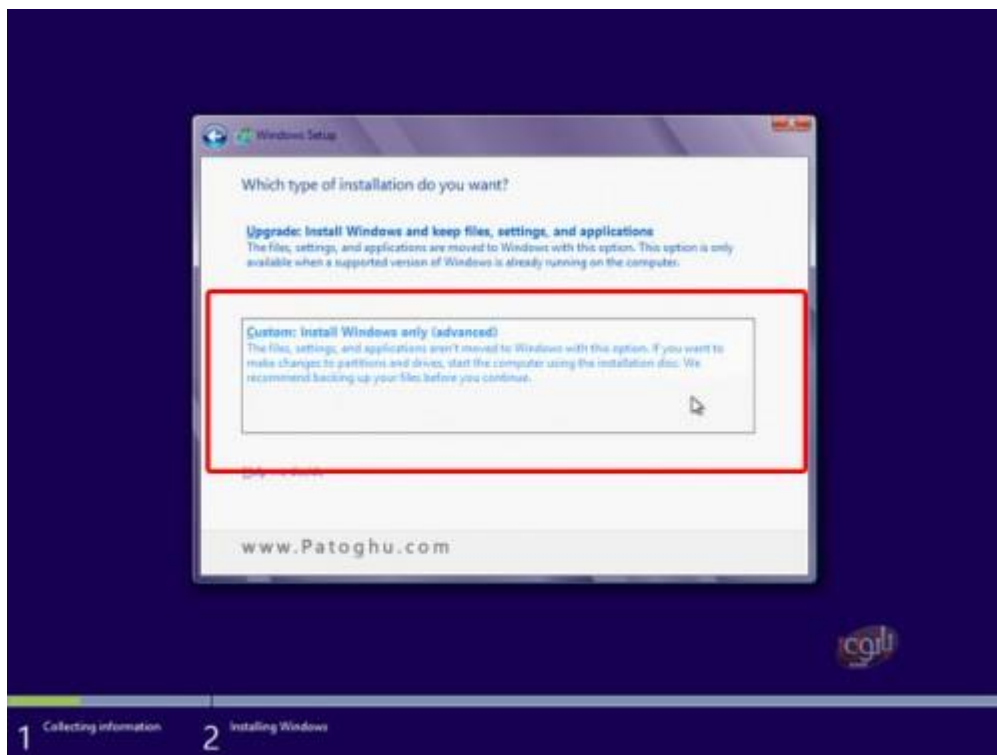 Windows Setup
Which type of installation do you want?
Upgrade: Install Windows and keep files, settings, and applications
The files, settings, and applications are moved to Windows with this option. This option is only
available when a supported version of Windows is already running on the computer.
Custom: Install Windows only (advanced)
The files, settings, and applications aren't moved to Windows with this option. If you want to
make changes to partitions and drives, start the computer using the installation disc. We
recommend backing up your files before you continue.
www.Patoghu.com
1 Collecting information
2 Installing Windows